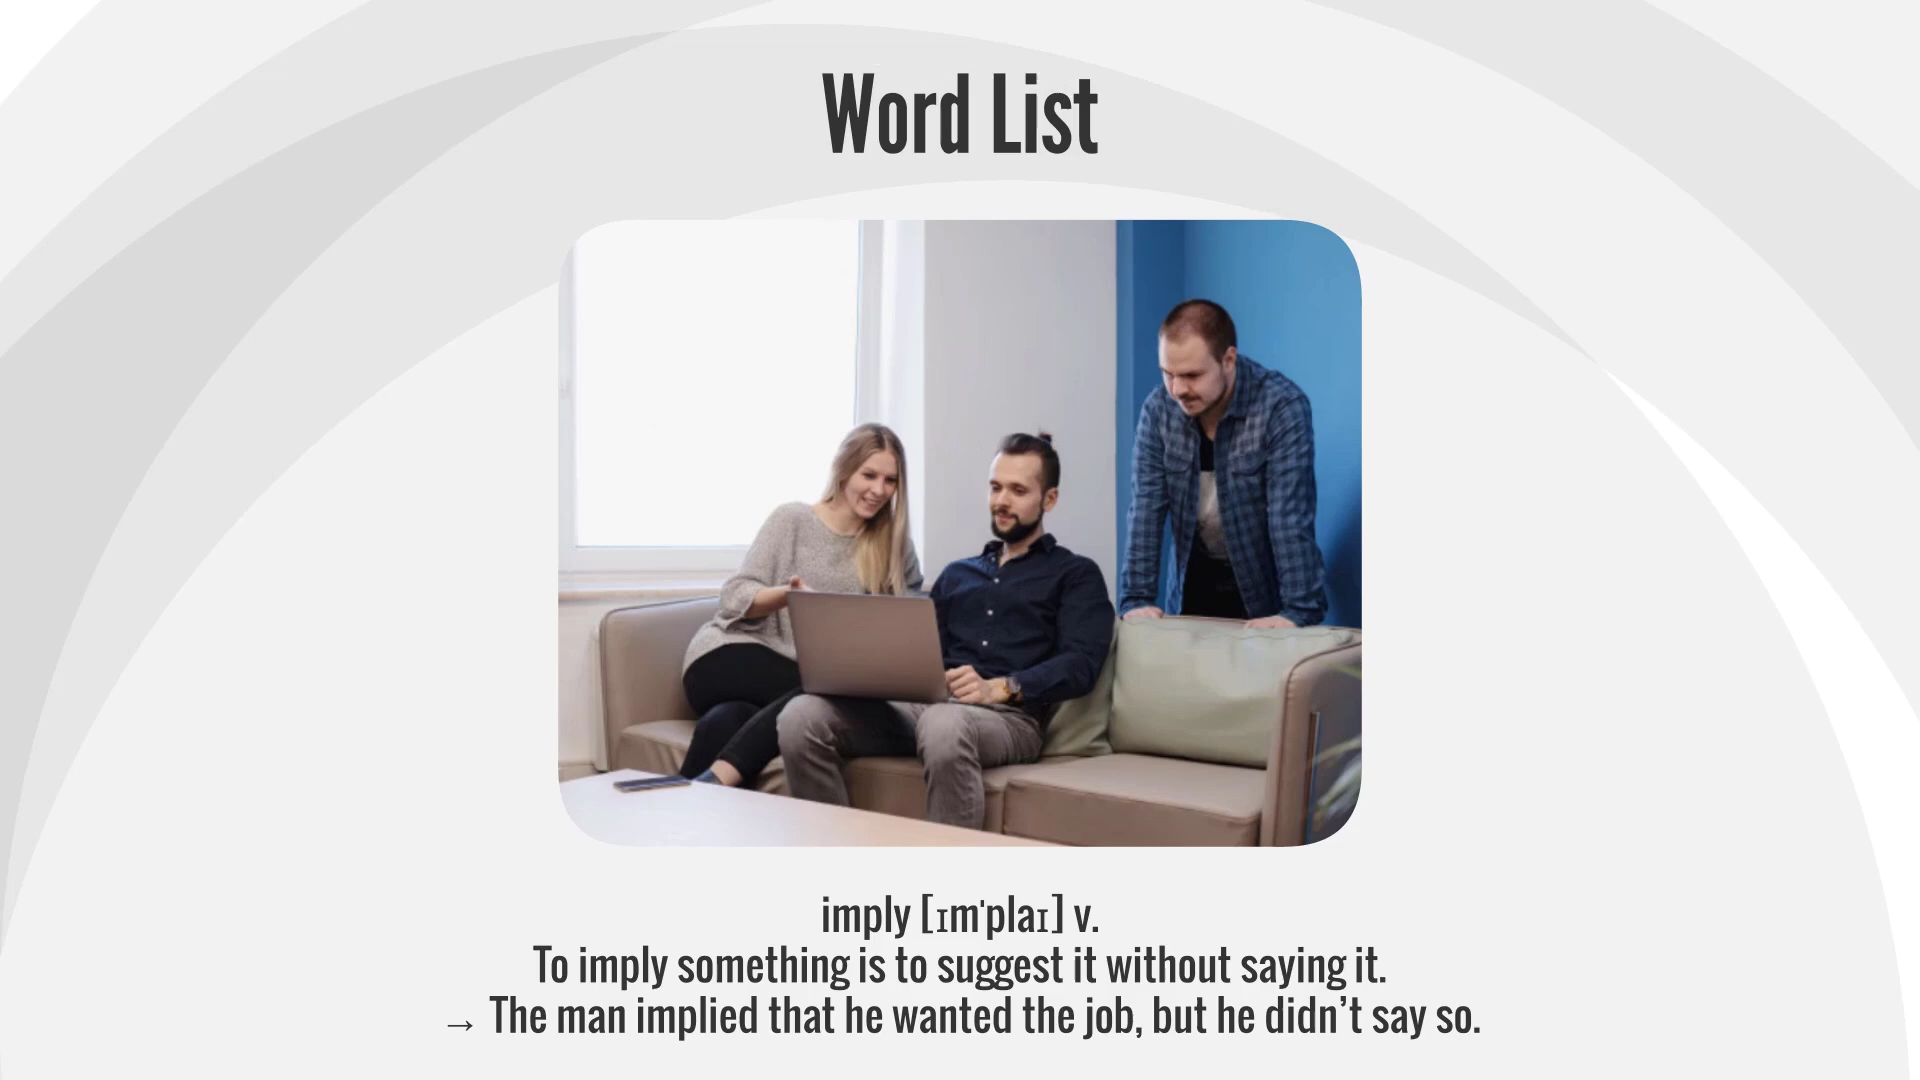 Word List
imply [ɪmˈplaɪ] v.
To imply something is to suggest it without saying it.
→ The man implied that he wanted the job, but he didn’t say so.